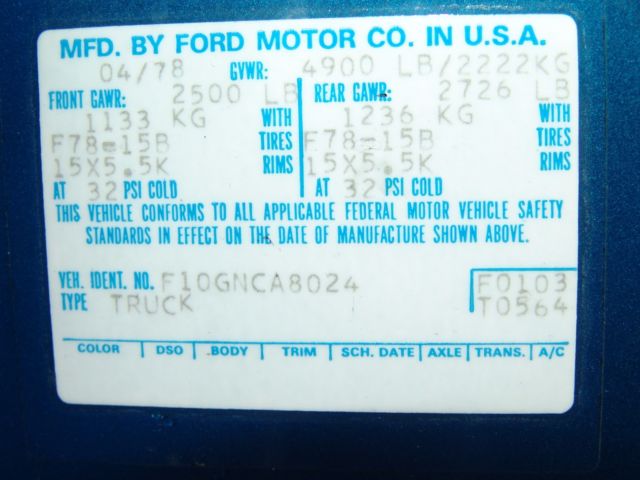 MFD. BY FORD MOTOR CO. IN U.S.A.
04/78 GVWR: 4900 LB/2222KG
FRONT GAWR: 2500 LB REAR GAWR: 2726 LB
1133 KG WITH 1236 KG WITH
F78-15B TIRES F78-15B TIRES
15X5.5K RIMS 15X5.5K RIMS
AT 32 PSI COLD AT 32 PSI COLD
THIS VEHICLE CONFORMS TO ALL APPLICABLE FEDERAL MOTOR VEHICLE SAFETY
STANDARDS IN EFFECT ON THE DATE OF MANUFACTURE SHOWN ABOVE.
VEH. IDENT. NO. F10GNCA8024 F0103
TYPE TRUCK T0564
COLOR DSO BODY TRIM SCH. DATE AXLE TRANS. A/C